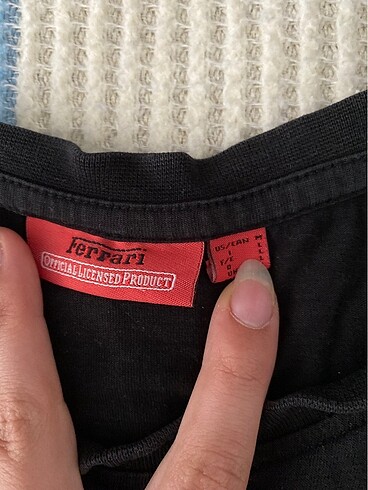 Ferrari
OFFICIAL LICENSED PRODUCT
US/CAN M
I L